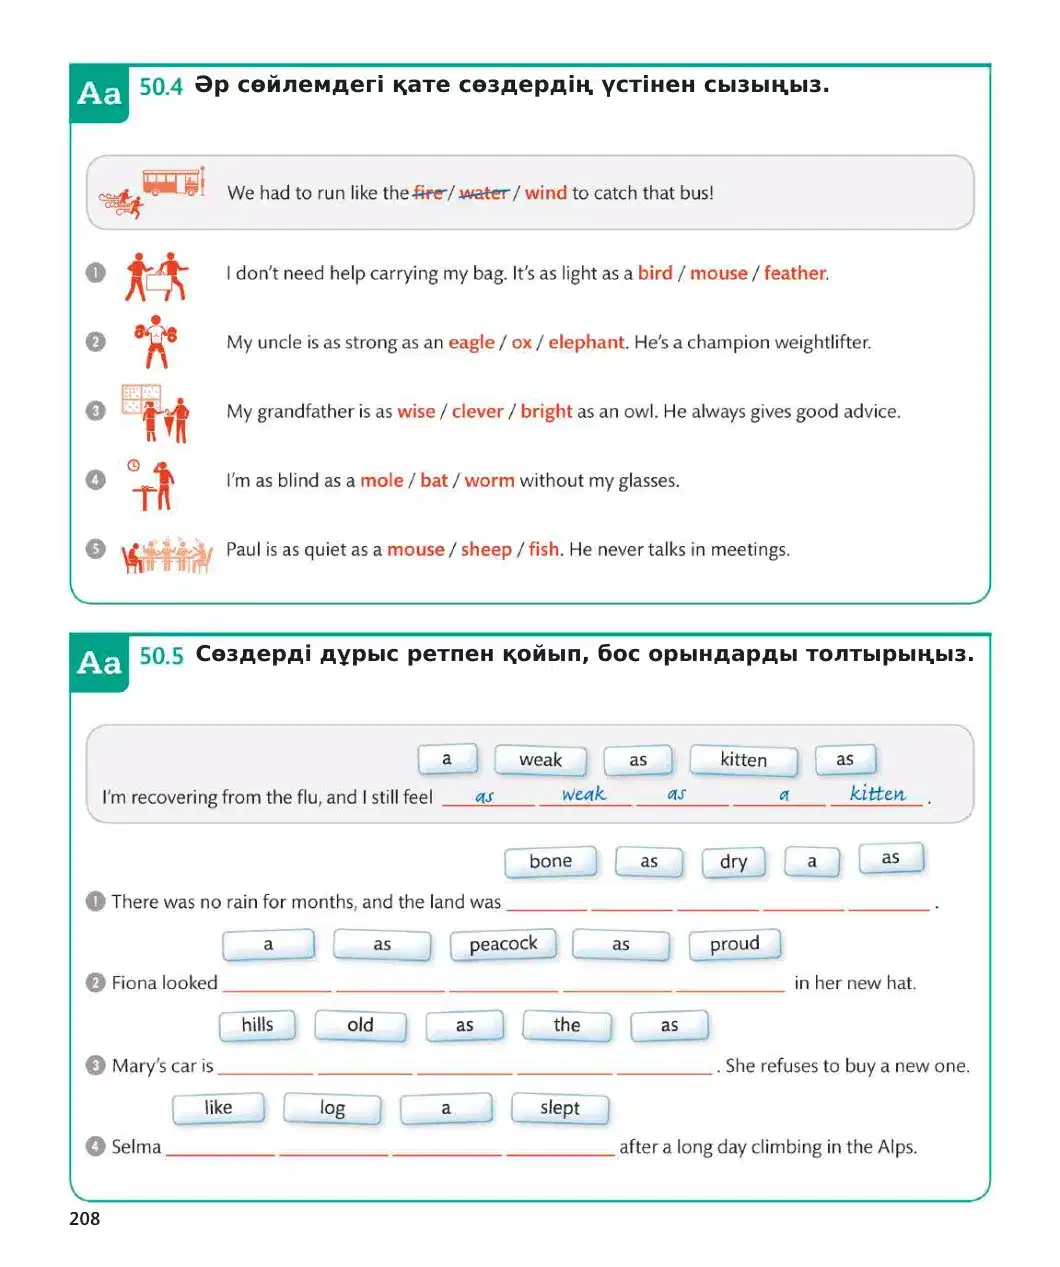 Aa 50.4 Әр сөйлемдегі қате сөздердің үстінен сызыңыз.
We had to run like the fire / water / wind to catch that bus!
1 I don't need help carrying my bag. It's as light as a bird / mouse / feather.
2 My uncle is as strong as an eagle / ox / elephant. He's a champion weightlifter.
3 My grandfather is as wise / clever / bright as an owl. He always gives good advice.
4 I'm as blind as a mole / bat / worm without my glasses.
5 Paul is as quiet as a mouse / sheep / fish. He never talks in meetings.
Aa 50.5 Сөздерді дұрыс ретпен қойып, бос орындарды толтырыңыз.
a weak as kitten as
I'm recovering from the flu, and I still feel as weak as a kitten .
bone as dry a as
1 There was no rain for months, and the land was .
a as peacock as proud
2 Fiona looked in her new hat.
hills old as the as
3 Mary's car is . She refuses to buy a new one.
like log a slept
4 Selma after a long day climbing in the Alps.
208